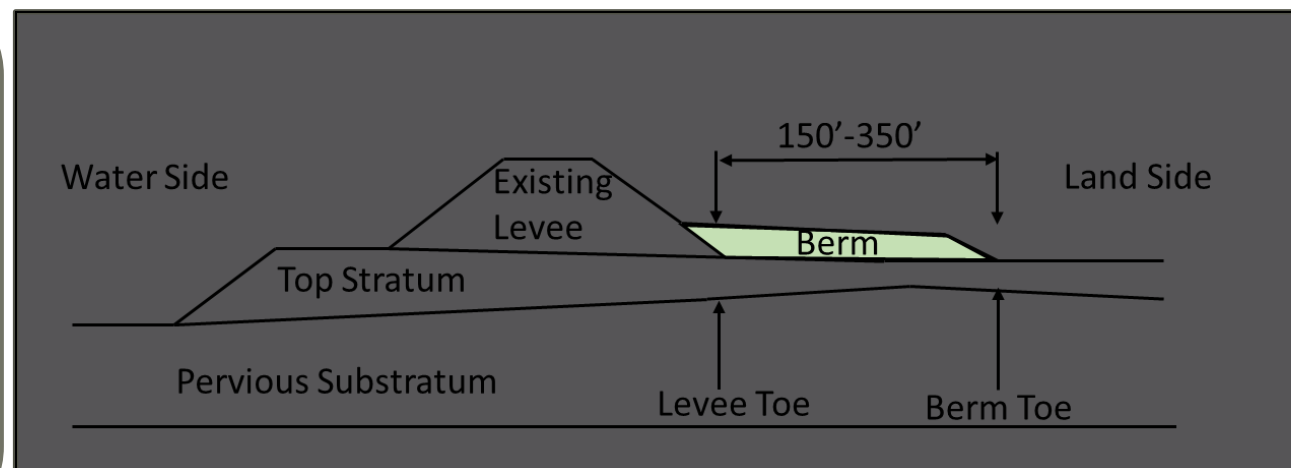 150’-350’
Water Side
Existing
Levee
Land Side
Berm
Top Stratum
Pervious Substratum
Levee Toe
Berm Toe